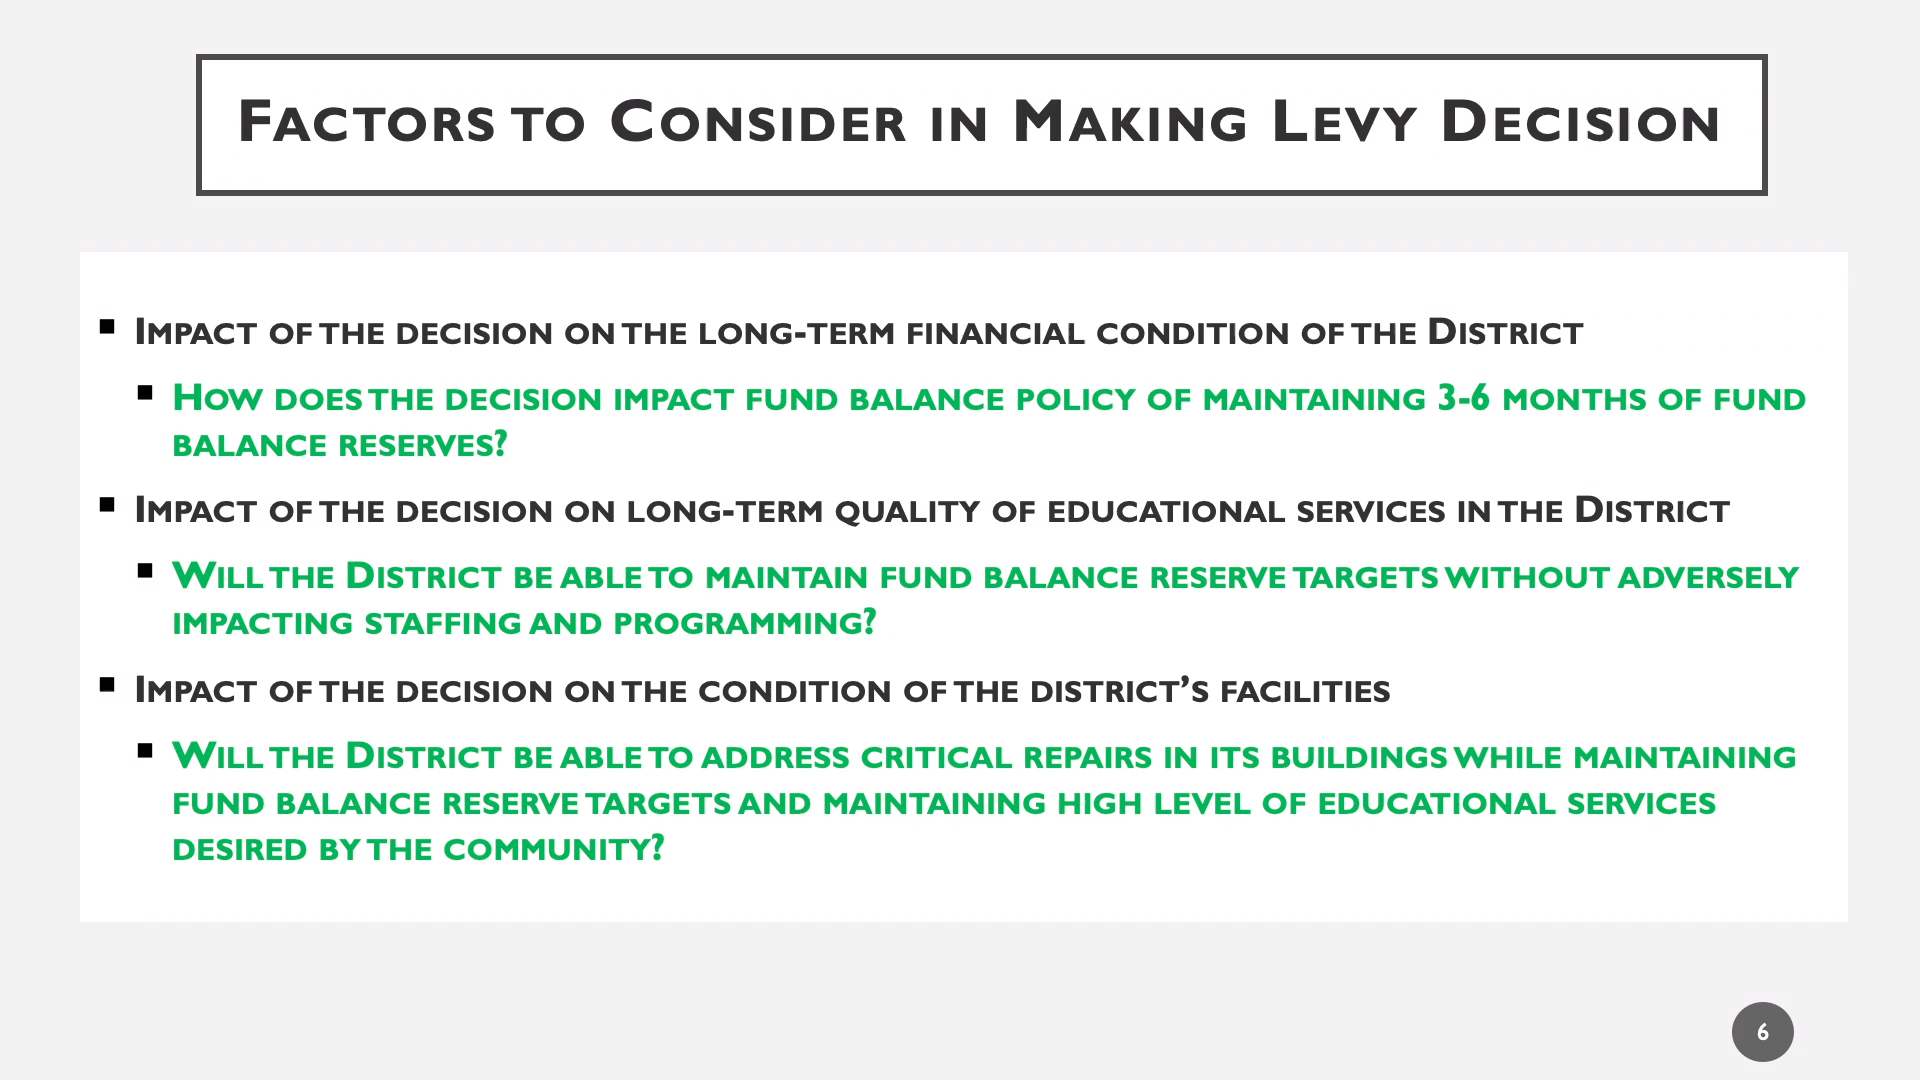 Factors to Consider in Making Levy Decision
▪ Impact of the decision on the long-term financial condition of the District
▪ How does the decision impact fund balance policy of maintaining 3-6 months of fund
balance reserves?
▪ Impact of the decision on long-term quality of educational services in the District
▪ Will the District be able to maintain fund balance reserve targets without adversely
impacting staffing and programming?
▪ Impact of the decision on the condition of the district’s facilities
▪ Will the District be able to address critical repairs in its buildings while maintaining
fund balance reserve targets and maintaining high level of educational services
desired by the community?
6